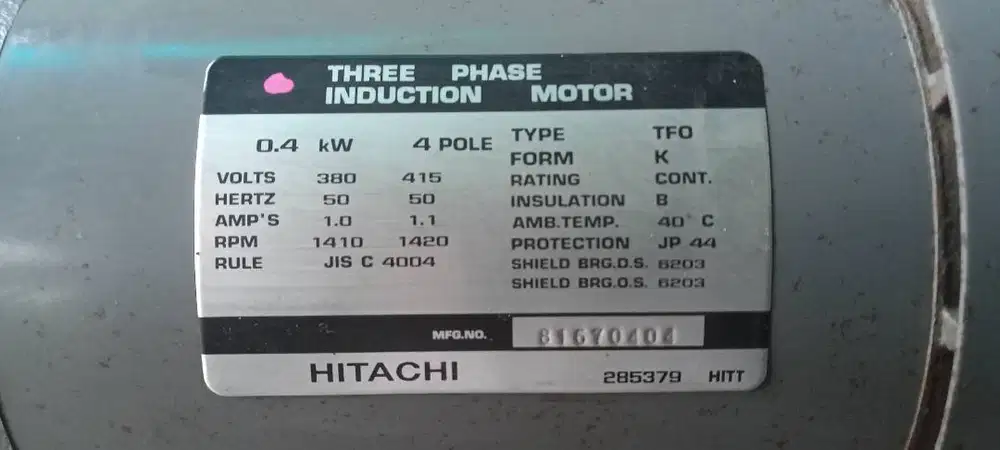 THREE PHASE
INDUCTION MOTOR
0.4 kW 4 POLE
VOLTS 380 415
HERTZ 50 50
AMP'S 1.0 1.1
RPM 1410 1420
RULE JIS C 4004
TYPE TFO
FORM K
RATING CONT.
INSULATION B
AMB.TEMP. 40° C
PROTECTION JP 44
SHIELD BRG.D.S. 6203
SHIELD BRG.O.S. 6203
MFG.NO. 81670404
HITACHI 285379 HITT